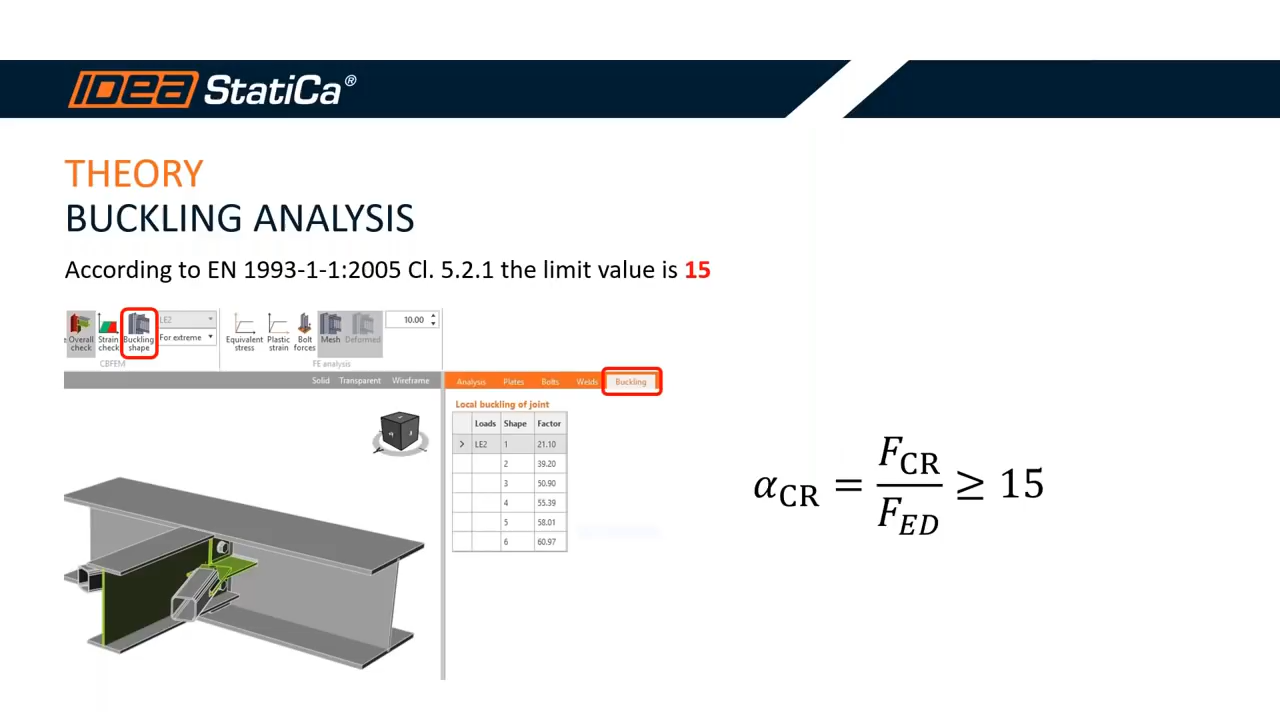 IDEA StatiCa®
THEORY
BUCKLING ANALYSIS
According to EN 1993-1-1:2005 Cl. 5.2.1 the limit value is 15
Overall check
Strain check
Buckling shape
LE2
For extreme
CBFEM
Equivalent stress
Plastic strain
Bolt forces
Mesh
Deformed
10.00
FE analysis
Solid Transparent Wireframe
Analysis Plates Bolts Welds Buckling
Local buckling of joint
Loads Shape Factor
> LE2 1 21.10
2 39.20
3 50.90
4 55.39
5 58.01
6 60.97
α_CR = F_CR / F_ED ≥ 15